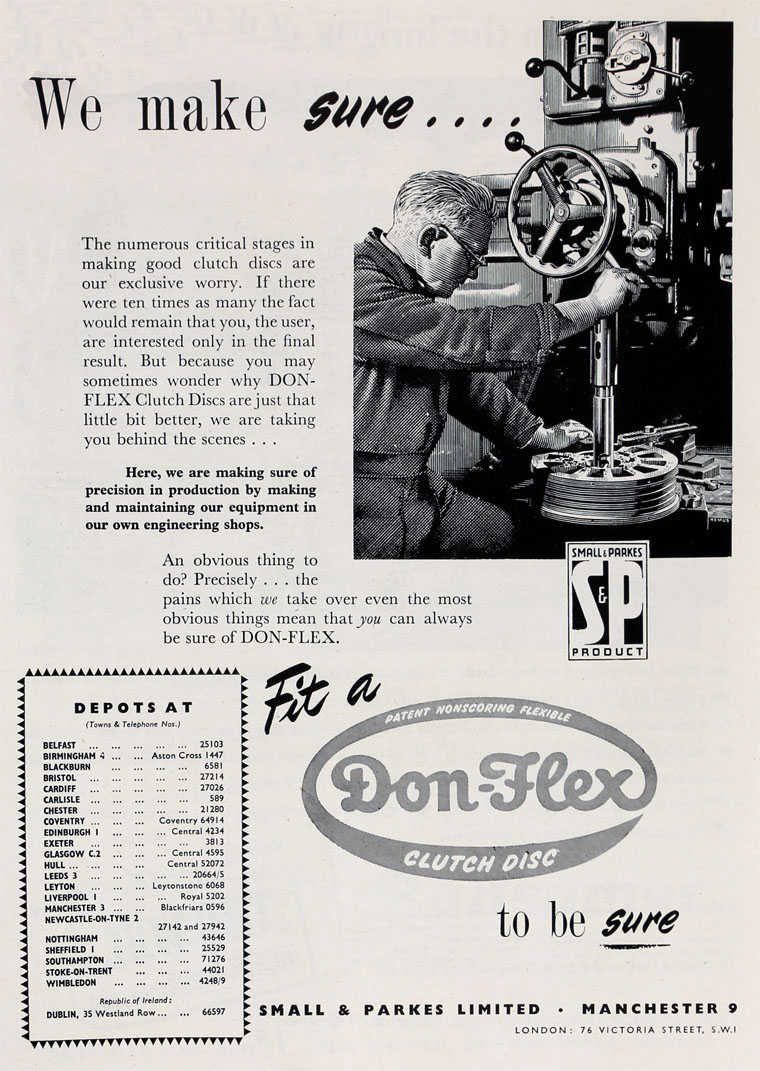 We make sure....
The numerous critical stages in
making good clutch discs are
our exclusive worry. If there
were ten times as many the fact
would remain that you, the user,
are interested only in the final
result. But because you may
sometimes wonder why DON-
FLEX Clutch Discs are just that
little bit better, we are taking
you behind the scenes . . .
Here, we are making sure of
precision in production by making
and maintaining our equipment in
our own engineering shops.
An obvious thing to
do? Precisely . . . the
pains which we take over even the most
obvious things mean that you can always
be sure of DON-FLEX.
HEMUS
SMALL & PARKES
S&P
PRODUCT
DEPOTS AT
(Towns & Telephone Nos.)
BELFAST ... ... ... ... ... 25103
BIRMINGHAM 4 ... ... Aston Cross 1447
BLACKBURN ... ... ... ... 6581
BRISTOL ... ... ... ... ... 27214
CARDIFF ... ... ... ... ... 27026
CARLISLE ... ... ... ... ... 589
CHESTER ... ... ... ... ... 21280
COVENTRY ... ... ... Coventry 64914
EDINBURGH 1 ... ... ... Central 4234
EXETER ... ... ... ... ... 3813
GLASGOW C.2 ... ... Central 4595
HULL ... ... ... ... Central 52072
LEEDS 3 ... ... ... ... ... 20664/5
LEYTON ... ... ... Leytonstone 6068
LIVERPOOL 1 ... ... ... Royal 5202
MANCHESTER 3 ... ... Blackfriars 0596
NEWCASTLE-ON-TYNE 2
27142 and 27942
NOTTINGHAM ... ... ... ... 43646
SHEFFIELD 1 ... ... ... ... 25529
SOUTHAMPTON ... ... ... ... 71276
STOKE-ON-TRENT ... ... ... 44021
WIMBLEDON ... ... ... ... 4248/9
Republic of Ireland:
DUBLIN, 35 Westland Row ... ... 66597
Fit a
PATENT NONSCORING FLEXIBLE
Don-Flex
CLUTCH DISC
to be sure
SMALL & PARKES LIMITED · MANCHESTER 9
LONDON: 76 VICTORIA STREET, S.W.1